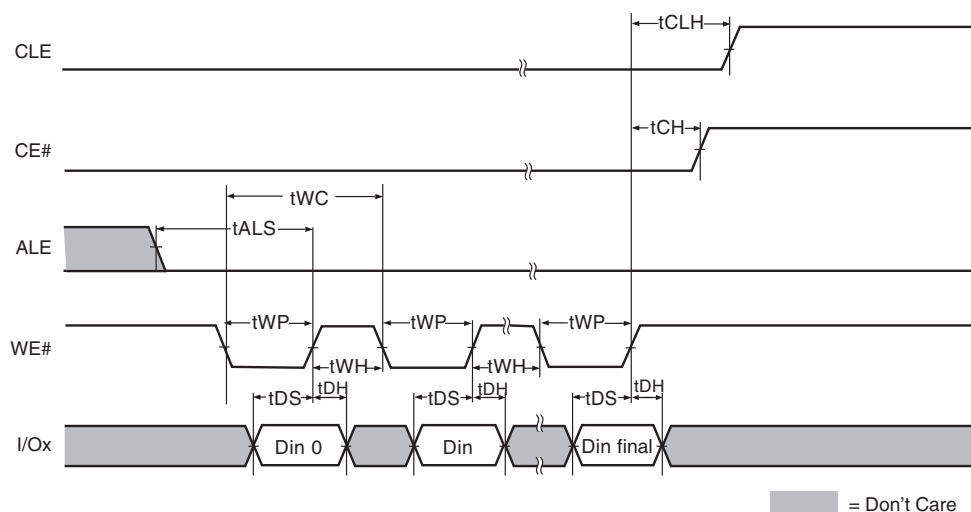 tCLH
CLE
tCH
CE#
tWC
tALS
ALE
tWP tWP tWP
WE#
tWH tWH
tDS tDH tDS tDH tDS tDH
I/Ox Din 0 Din Din final
= Don't Care